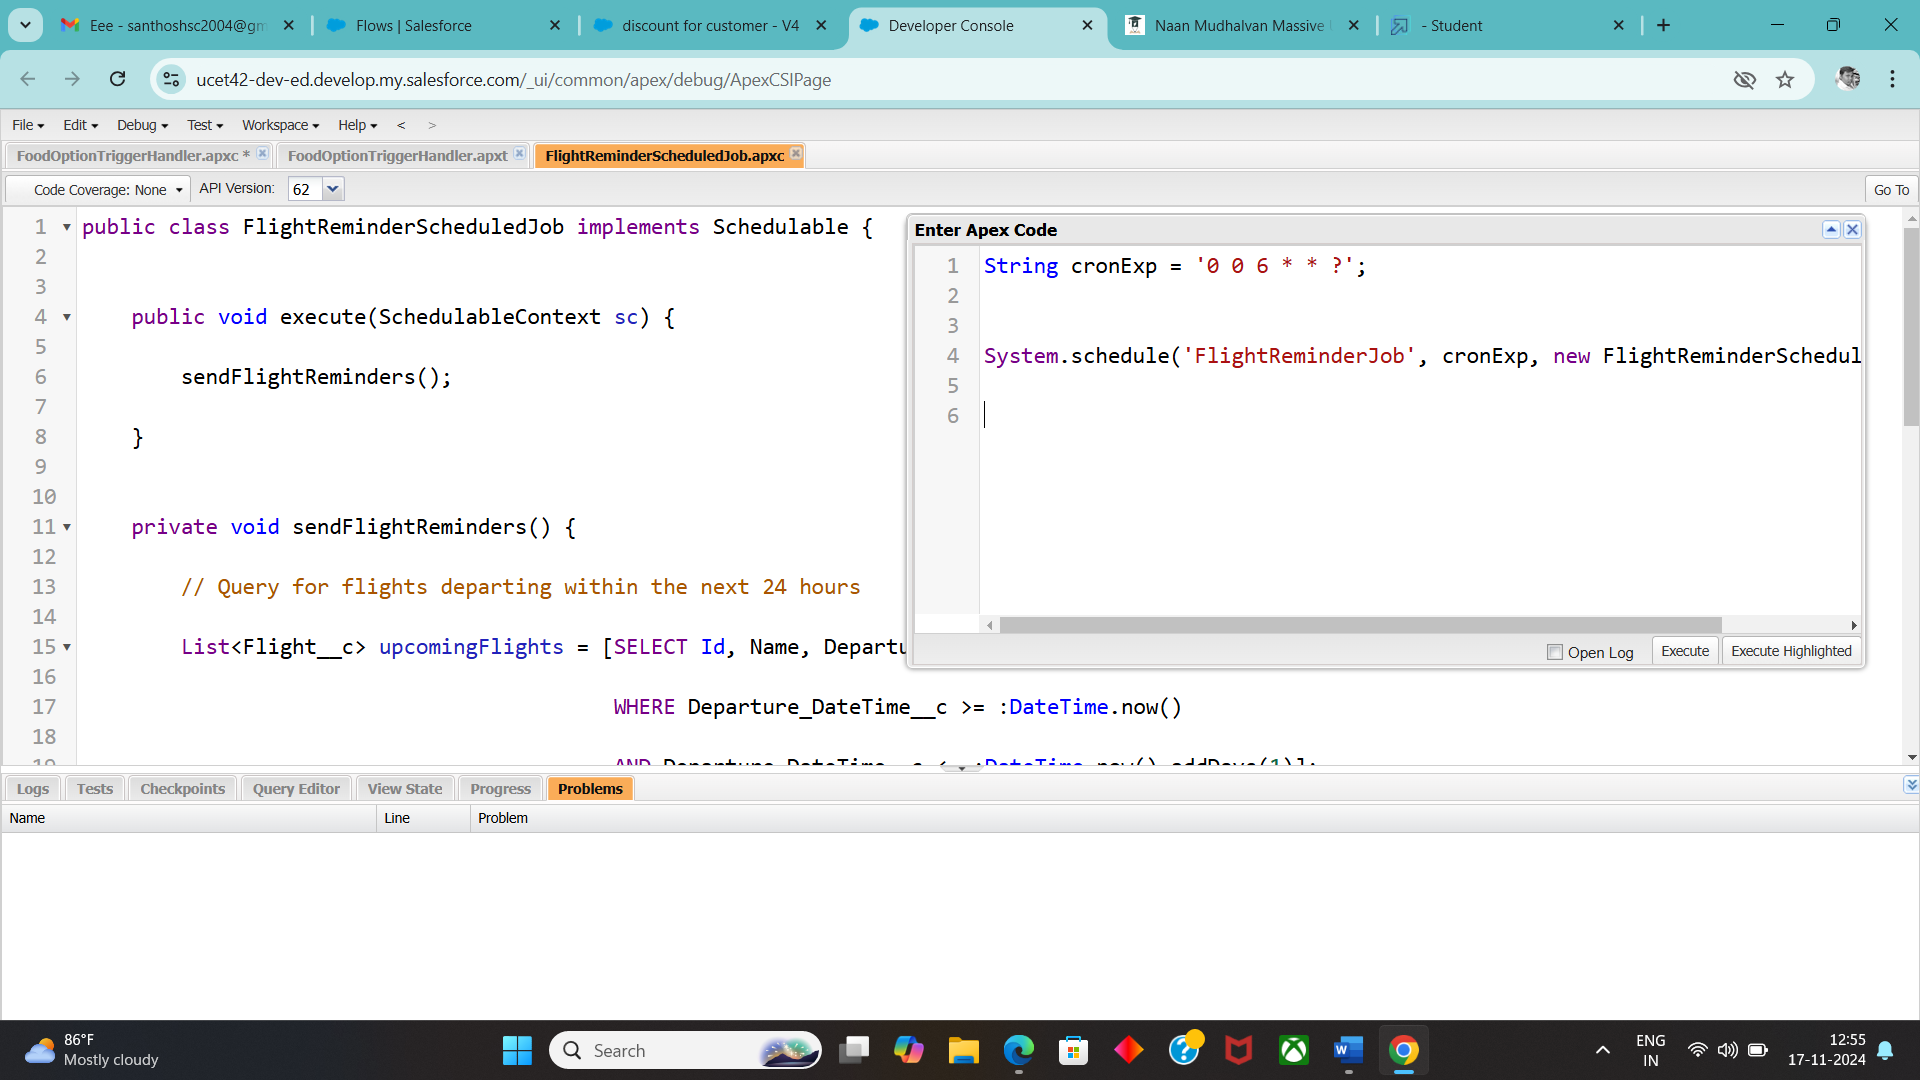 Eee - santhoshsc2004@gm
Flows | Salesforce
discount for customer - V4
Developer Console
Naan Mudhalvan Massive
- Student
ucet42-dev-ed.develop.my.salesforce.com/_ui/common/apex/debug/ApexCSIPage
File Edit Debug Test Workspace Help < >
FoodOptionTriggerHandler.apxc *
FoodOptionTriggerHandler.apxt
FlightReminderScheduledJob.apxc
Code Coverage: None API Version: 62 Go To
1 public class FlightReminderScheduledJob implements Schedulable {
2
3
4 public void execute(SchedulableContext sc) {
5
6 sendFlightReminders();
7
8 }
9
10
11 private void sendFlightReminders() {
12
13 // Query for flights departing within the next 24 hours
14
15 List<Flight__c> upcomingFlights = [SELECT Id, Name, Departu
16
17 WHERE Departure_DateTime__c >= :DateTime.now()
18
19 AND Departure_DateTime__c < :DateTime.now().addDays(1)];
Enter Apex Code
1 String cronExp = '0 0 6 * * ?';
2
3
4 System.schedule('FlightReminderJob', cronExp, new FlightReminderSchedul
5
6
Open Log Execute Execute Highlighted
Logs Tests Checkpoints Query Editor View State Progress Problems
Name Line Problem
86°F
Mostly cloudy
Search
ENG
IN
12:55
17-11-2024